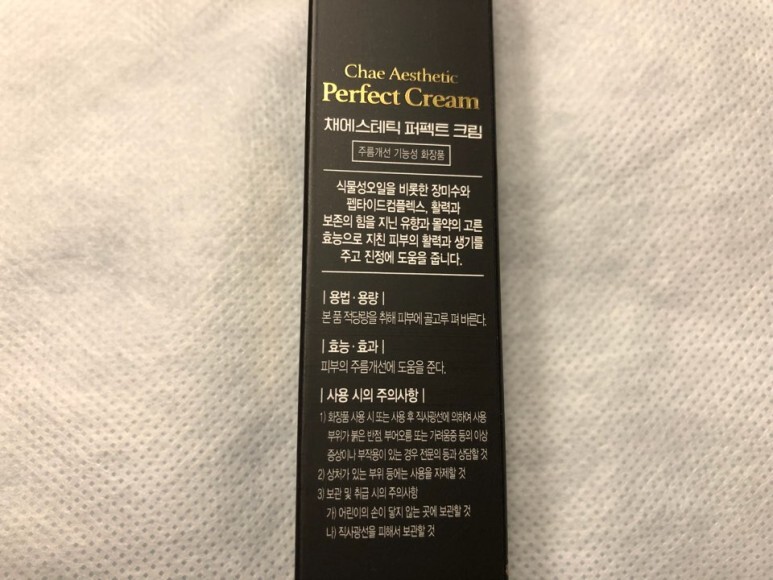 Chae Aesthetic
Perfect Cream
채에스테틱 퍼펙트 크림
주름개선 기능성 화장품
식물성오일을 비롯한 장미수와
펩타이드컴플렉스, 활력과
보존의 힘을 지닌 유향과 몰약의 고른
효능으로 지친 피부의 활력과 생기를
주고 진정에 도움을 줍니다.
| 용법·용량 |
본 품 적당량을 취해 피부에 골고루 펴 바른다.
| 효능·효과 |
피부의 주름개선에 도움을 준다.
| 사용 시의 주의사항 |
1) 화장품 사용 시 또는 사용 후 직사광선에 의하여 사용
부위가 붉은 반점, 부어오름 또는 가려움증 등의 이상
증상이나 부작용이 있는 경우 전문의 등과 상담할 것
2) 상처가 있는 부위 등에는 사용을 자제할 것
3) 보관 및 취급 시의 주의사항
가) 어린이의 손이 닿지 않는 곳에 보관할 것
나) 직사광선을 피해서 보관할 것